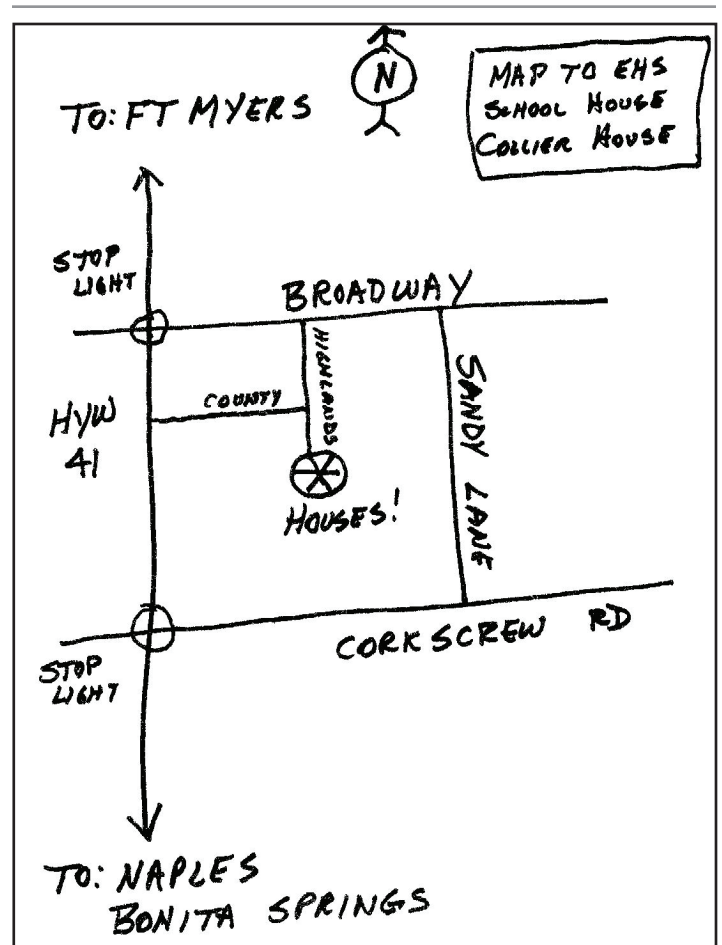 N
MAP TO EHS
SCHOOL HOUSE
COLLIER HOUSE
TO: FT MYERS
STOP
LIGHT
BROADWAY
HIGHLANDS
COUNTY
HYW
41
SANDY LANE
HOUSES!
CORKSCREW RD
STOP
LIGHT
TO: NAPLES
BONITA SPRINGS